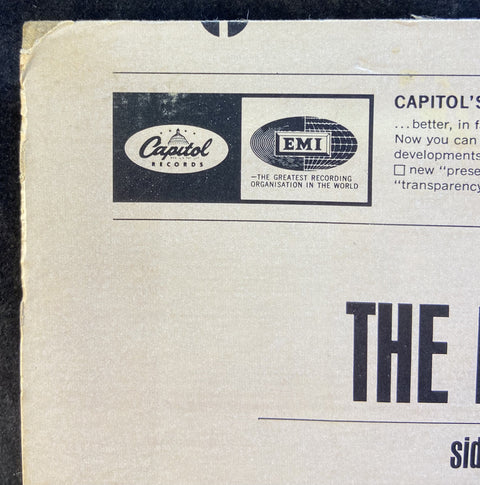 Capitol
RECORDS
EMI
—THE GREATEST RECORDING
ORGANISATION IN THE WORLD
CAPITOL'S
...better, in f
Now you can
developments
☐ new "prese
"transparency
THE
sid